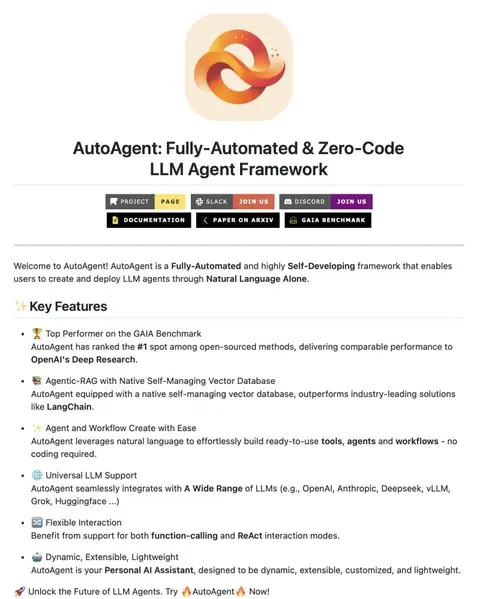 AutoAgent: Fully-Automated & Zero-Code
LLM Agent Framework
PROJECT PAGE SLACK JOIN US DISCORD JOIN US
DOCUMENTATION PAPER ON ARXIV GAIA BENCHMARK
Welcome to AutoAgent! AutoAgent is a Fully-Automated and highly Self-Developing framework that enables
users to create and deploy LLM agents through Natural Language Alone.
✨Key Features
• 🏆 Top Performer on the GAIA Benchmark
AutoAgent has ranked the #1 spot among open-sourced methods, delivering comparable performance to
OpenAI's Deep Research.
• 📚 Agentic-RAG with Native Self-Managing Vector Database
AutoAgent equipped with a native self-managing vector database, outperforms industry-leading solutions
like LangChain.
• ✨ Agent and Workflow Create with Ease
AutoAgent leverages natural language to effortlessly build ready-to-use tools, agents and workflows - no
coding required.
• 🌐 Universal LLM Support
AutoAgent seamlessly integrates with A Wide Range of LLMs (e.g., OpenAI, Anthropic, Deepseek, vLLM,
Grok, Huggingface ...)
• 🔀 Flexible Interaction
Benefit from support for both function-calling and ReAct interaction modes.
• 🤖 Dynamic, Extensible, Lightweight
AutoAgent is your Personal AI Assistant, designed to be dynamic, extensible, customized, and lightweight.
🚀 Unlock the Future of LLM Agents. Try 🔥AutoAgent🔥 Now!